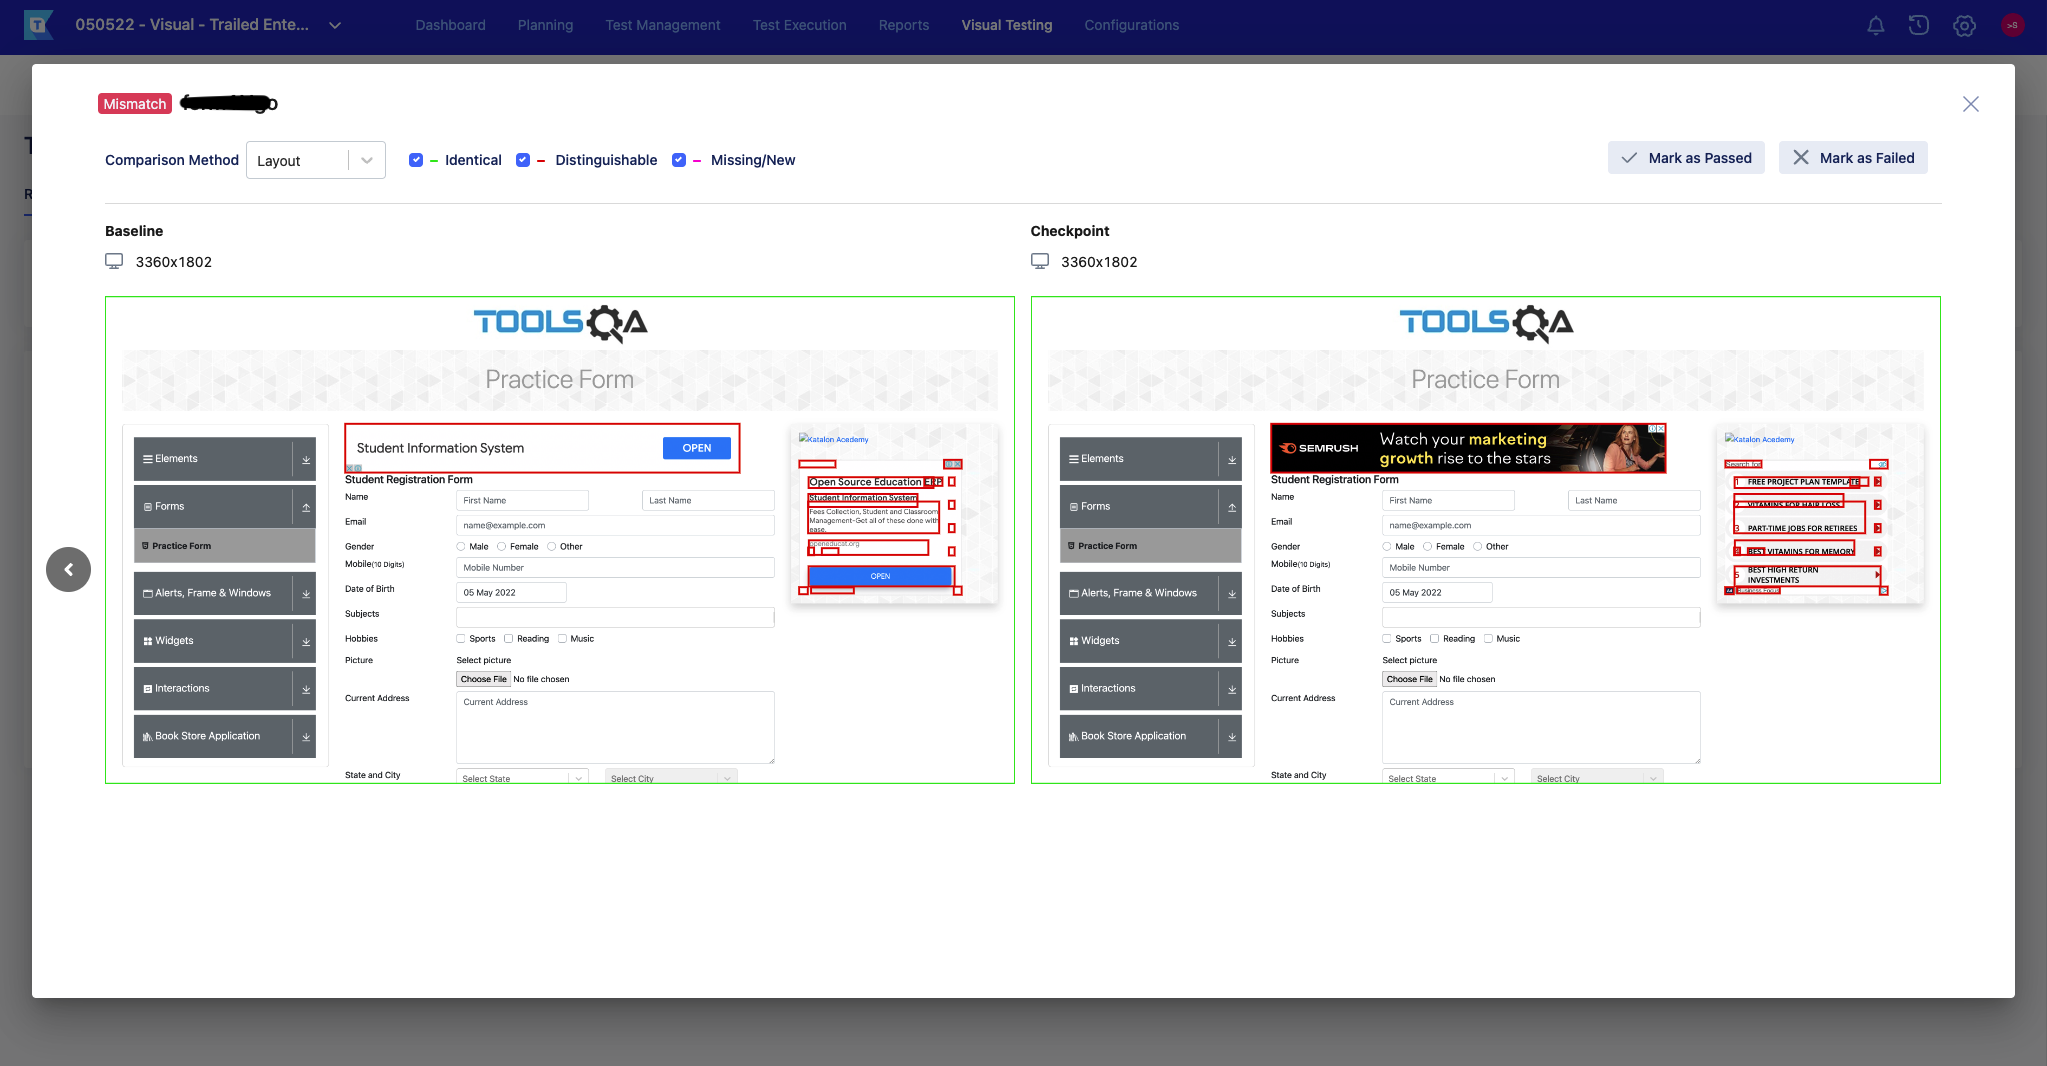 050522 - Visual - Trailed Ente...
Dashboard
Planning
Test Management
Test Execution
Reports
Visual Testing
Configurations
Mismatch
Comparison Method
Layout
Identical
Distinguishable
Missing/New
Mark as Passed
Mark as Failed
Baseline
3360x1802
TOOLSQA
Practice Form
Elements
Forms
Practice Form
Alerts, Frame & Windows
Widgets
Interactions
Book Store Application
Student Information System
OPEN
Student Registration Form
Name
First Name
Last Name
Email
name@example.com
Gender
Male
Female
Other
Mobile(10 Digits)
Mobile Number
Date of Birth
05 May 2022
Subjects
Hobbies
Sports
Reading
Music
Picture
Select picture
Choose File No file chosen
Current Address
Current Address
State and City
Select State
Select City
Katalon Acedemy
Open Source Education ERP
Student Information System
Fees Collection, Student and Classroom
Management-Get all of these done with
ease.
openeducat.org
OPEN
Checkpoint
3360x1802
TOOLSQA
Practice Form
Elements
Forms
Practice Form
Alerts, Frame & Windows
Widgets
Interactions
Book Store Application
SEMRUSH
Watch your marketing
growth rise to the stars
Student Registration Form
Name
First Name
Last Name
Email
name@example.com
Gender
Male
Female
Other
Mobile(10 Digits)
Mobile Number
Date of Birth
05 May 2022
Subjects
Hobbies
Sports
Reading
Music
Picture
Select picture
Choose File No file chosen
Current Address
Current Address
State and City
Select State
Select City
Katalon Acedemy
Search for
1 FREE PROJECT PLAN TEMPLATE
2 VITAMINS FOR HAIR LOSS
3 PART-TIME JOBS FOR RETIREES
BEST VITAMINS FOR MEMORY
5 BEST HIGH RETURN
INVESTMENTS
Ad Business Focus